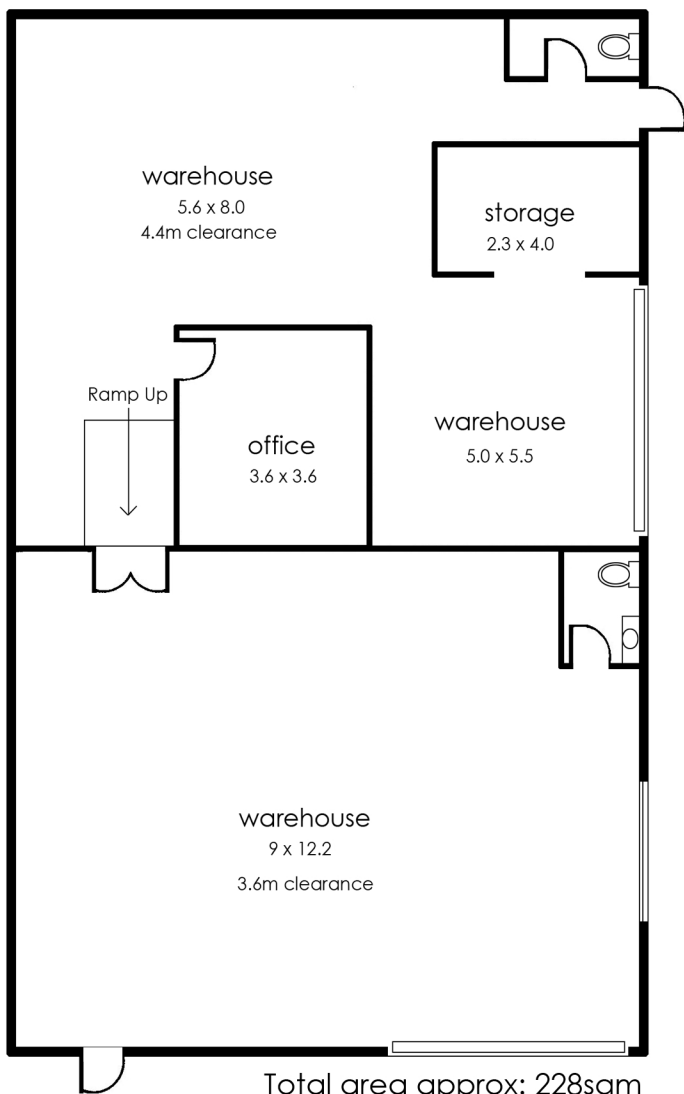 warehouse
5.6 x 8.0
4.4m clearance
storage
2.3 x 4.0
Ramp Up
office
3.6 x 3.6
warehouse
5.0 x 5.5
warehouse
9 x 12.2
3.6m clearance
Total area approx: 228sqm